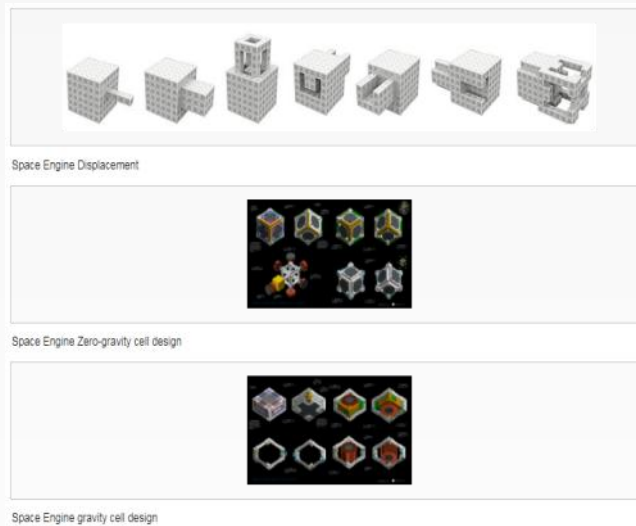 Space Engine Displacement
Space Engine Zero-gravity cell design
Space Engine gravity cell design